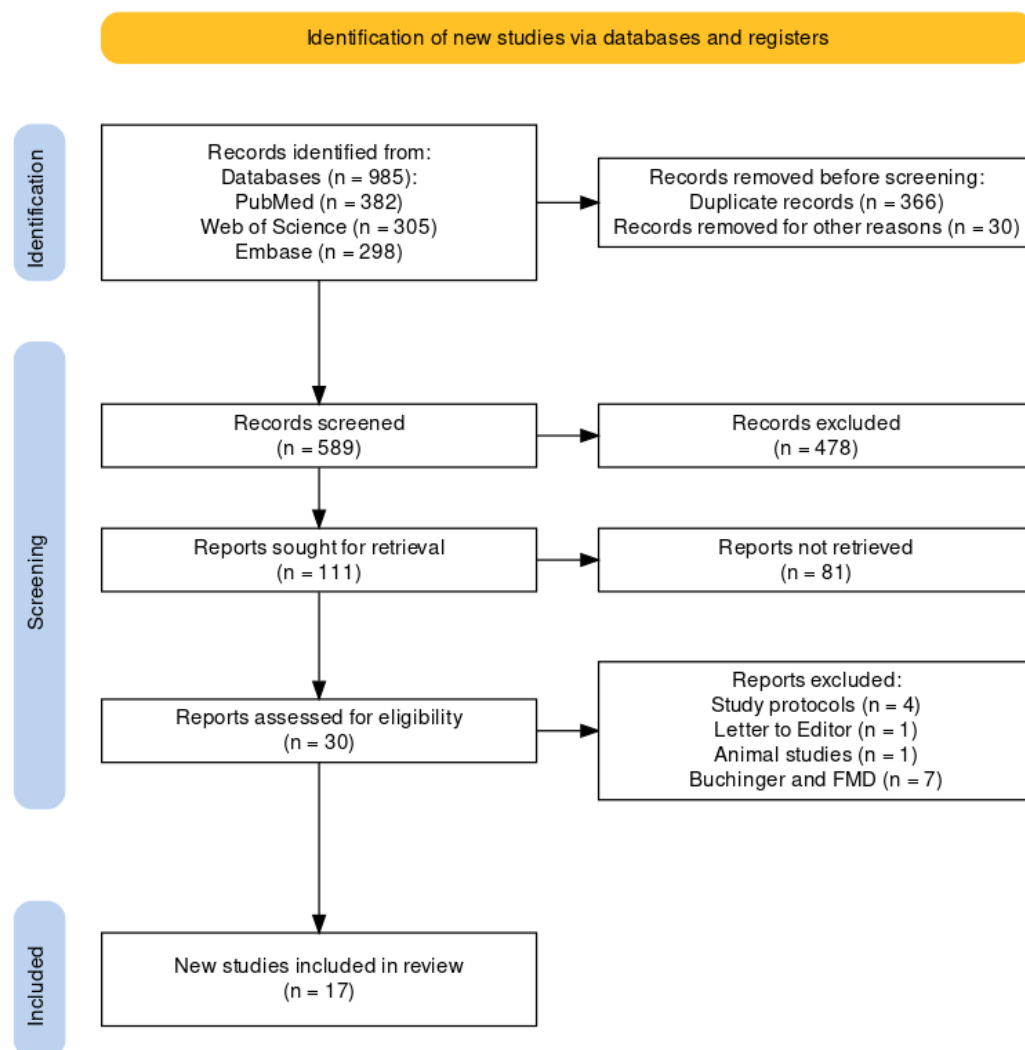 Identification of new studies via databases and registers
Identification
Records identified from:
Databases (n = 985):
PubMed (n = 382)
Web of Science (n = 305)
Embase (n = 298)
Records removed before screening:
Duplicate records (n = 366)
Records removed for other reasons (n = 30)
Screening
Records screened
(n = 589)
Records excluded
(n = 478)
Reports sought for retrieval
(n = 111)
Reports not retrieved
(n = 81)
Reports assessed for eligibility
(n = 30)
Reports excluded:
Study protocols (n = 4)
Letter to Editor (n = 1)
Animal studies (n = 1)
Buchinger and FMD (n = 7)
Included
New studies included in review
(n = 17)